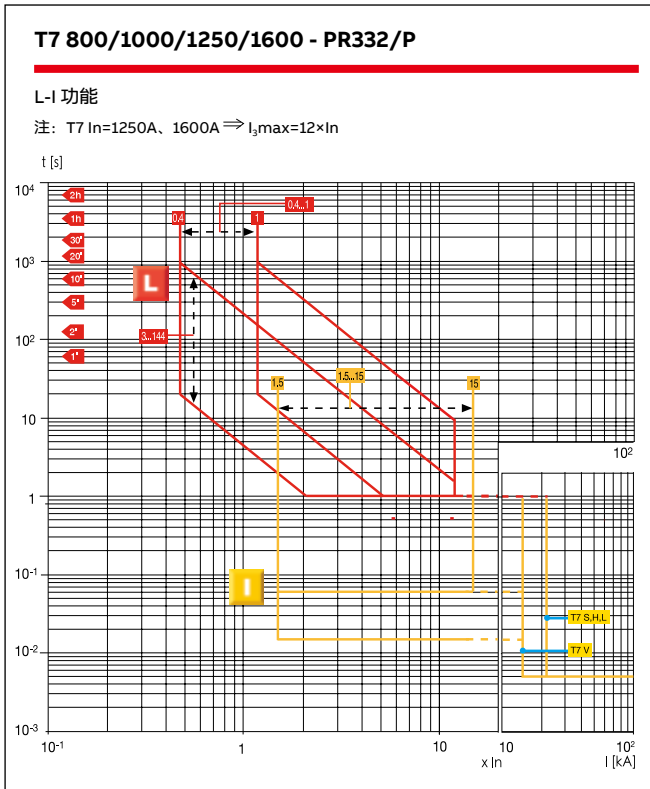 T7 800/1000/1250/1600 - PR332/P
L-I 功能
注: T7 In=1250A、1600A ⇒ I₃max=12×In
t [s]
10⁴
2h
1h
30'
20'
10³
10'
5'
2'
10²
1'
10
1
10⁻¹
10⁻²
10⁻³
0.4
0,4...1
1
L
3...144
1.5
1.5...15
15
10²
I
T7 S,H,L
T7 V
10⁻¹
1
10
10
10²
x In
I [kA]